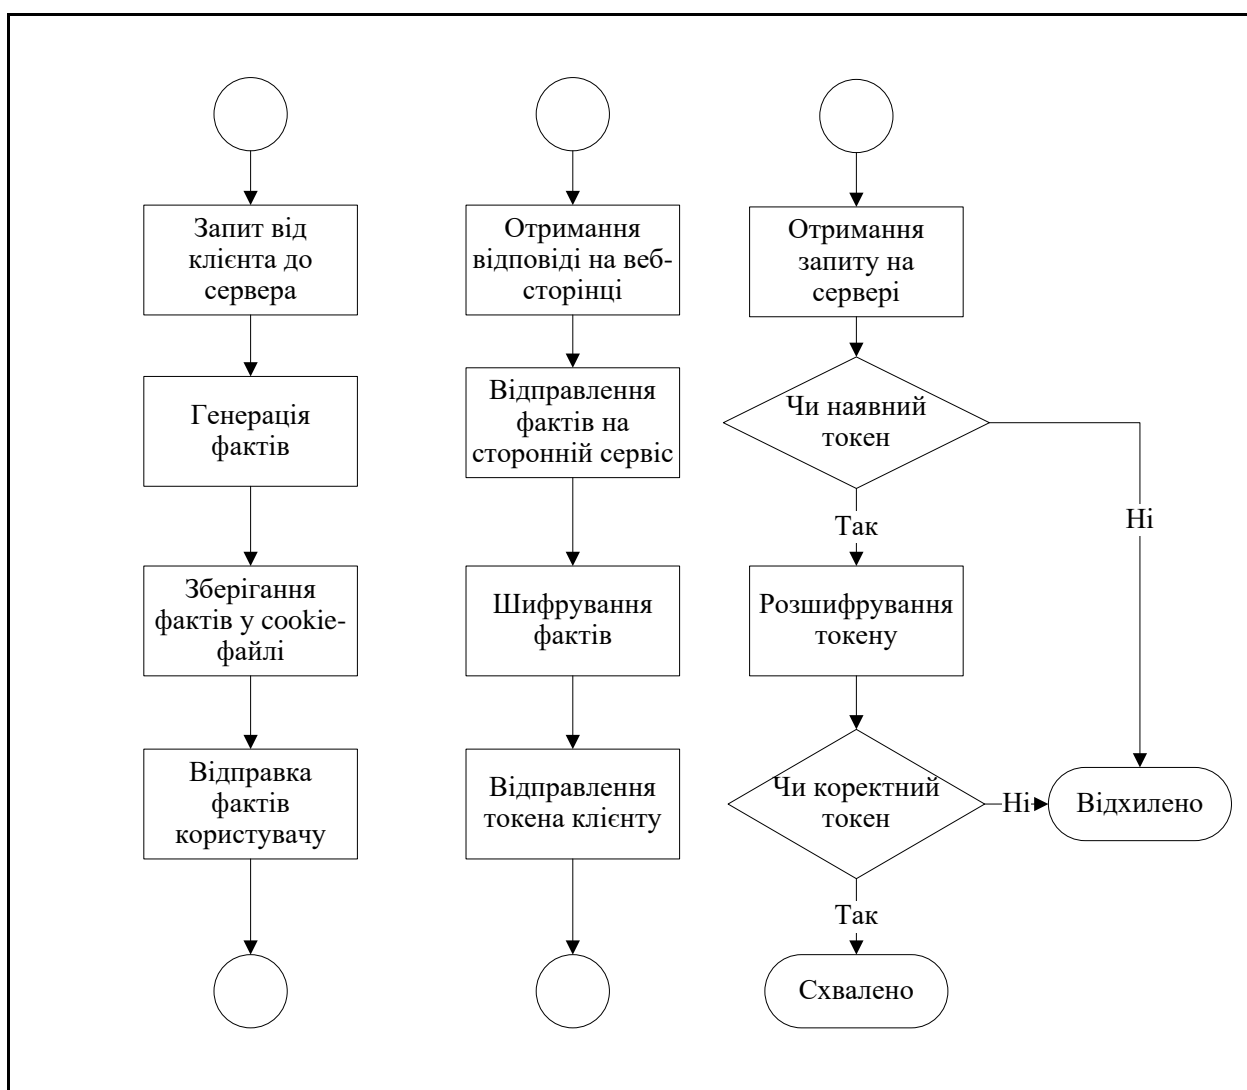 Запит від
клієнта до
сервера
Генерація
фактів
Зберігання
фактів у cookie-
файлі
Відправка
фактів
користувачу
Отримання
відповіді на веб-
сторінці
Відправлення
фактів на
сторонній сервіс
Шифрування
фактів
Відправлення
токена клієнту
Отримання
запиту на
сервері
Чи наявний
токен
Так
Ні
Розшифрування
токену
Чи коректний
токен
Ні
Відхилено
Так
Схвалено